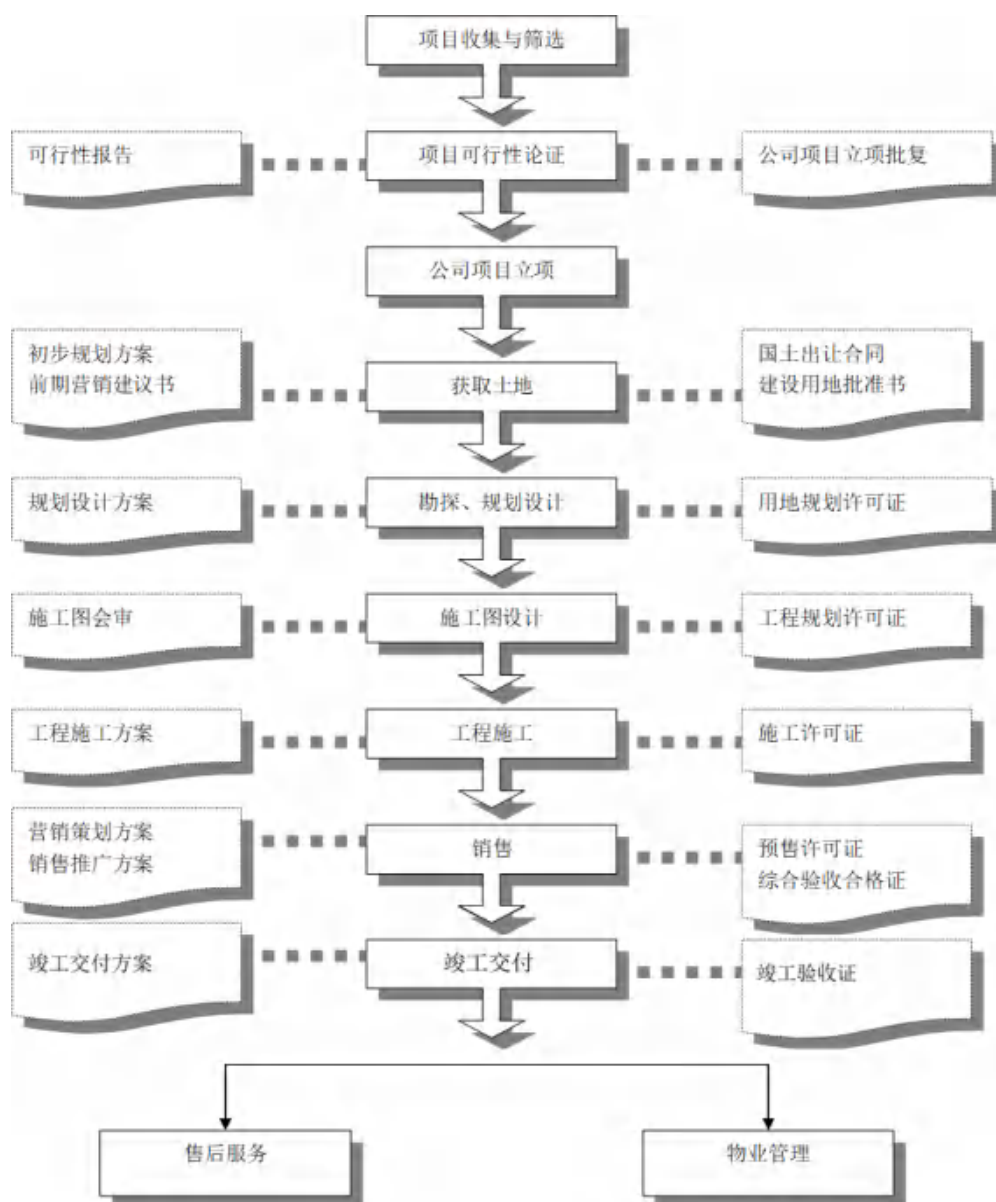 项目收集与筛选
可行性报告
项目可行性论证
公司项目立项批复
公司项目立项
初步规划方案
前期营销建议书
获取土地
国土出让合同
建设用地批准书
规划设计方案
勘探、规划设计
用地规划许可证
施工图会审
施工图设计
工程规划许可证
工程施工方案
工程施工
施工许可证
营销策划方案
销售推广方案
销售
预售许可证
综合验收合格证
竣工交付方案
竣工交付
竣工验收证
售后服务
物业管理